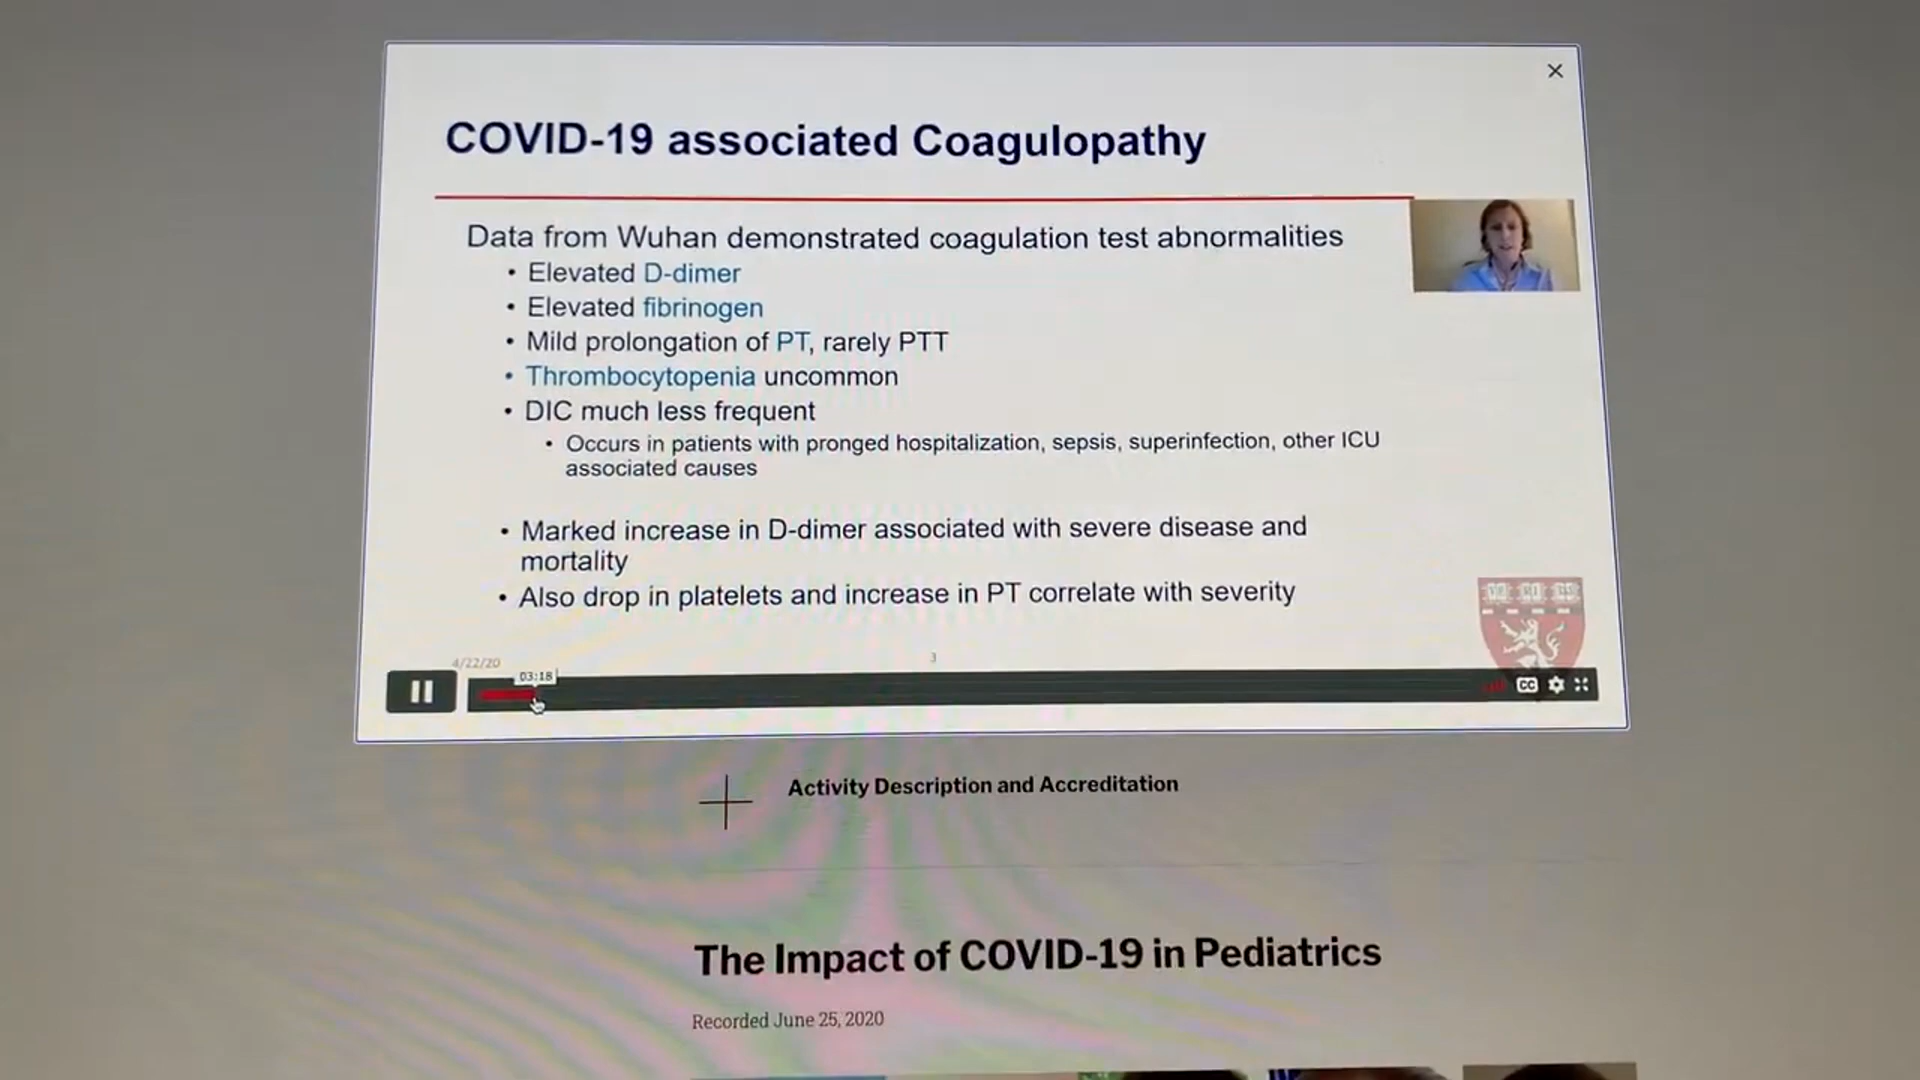 COVID-19 associated Coagulopathy
Data from Wuhan demonstrated coagulation test abnormalities
• Elevated D-dimer
• Elevated fibrinogen
• Mild prolongation of PT, rarely PTT
• Thrombocytopenia uncommon
• DIC much less frequent
• Occurs in patients with pronged hospitalization, sepsis, superinfection, other ICU
associated causes
• Marked increase in D-dimer associated with severe disease and
mortality
• Also drop in platelets and increase in PT correlate with severity
4/22/20
3
03:18
CC
Activity Description and Accreditation
The Impact of COVID-19 in Pediatrics
Recorded June 25, 2020